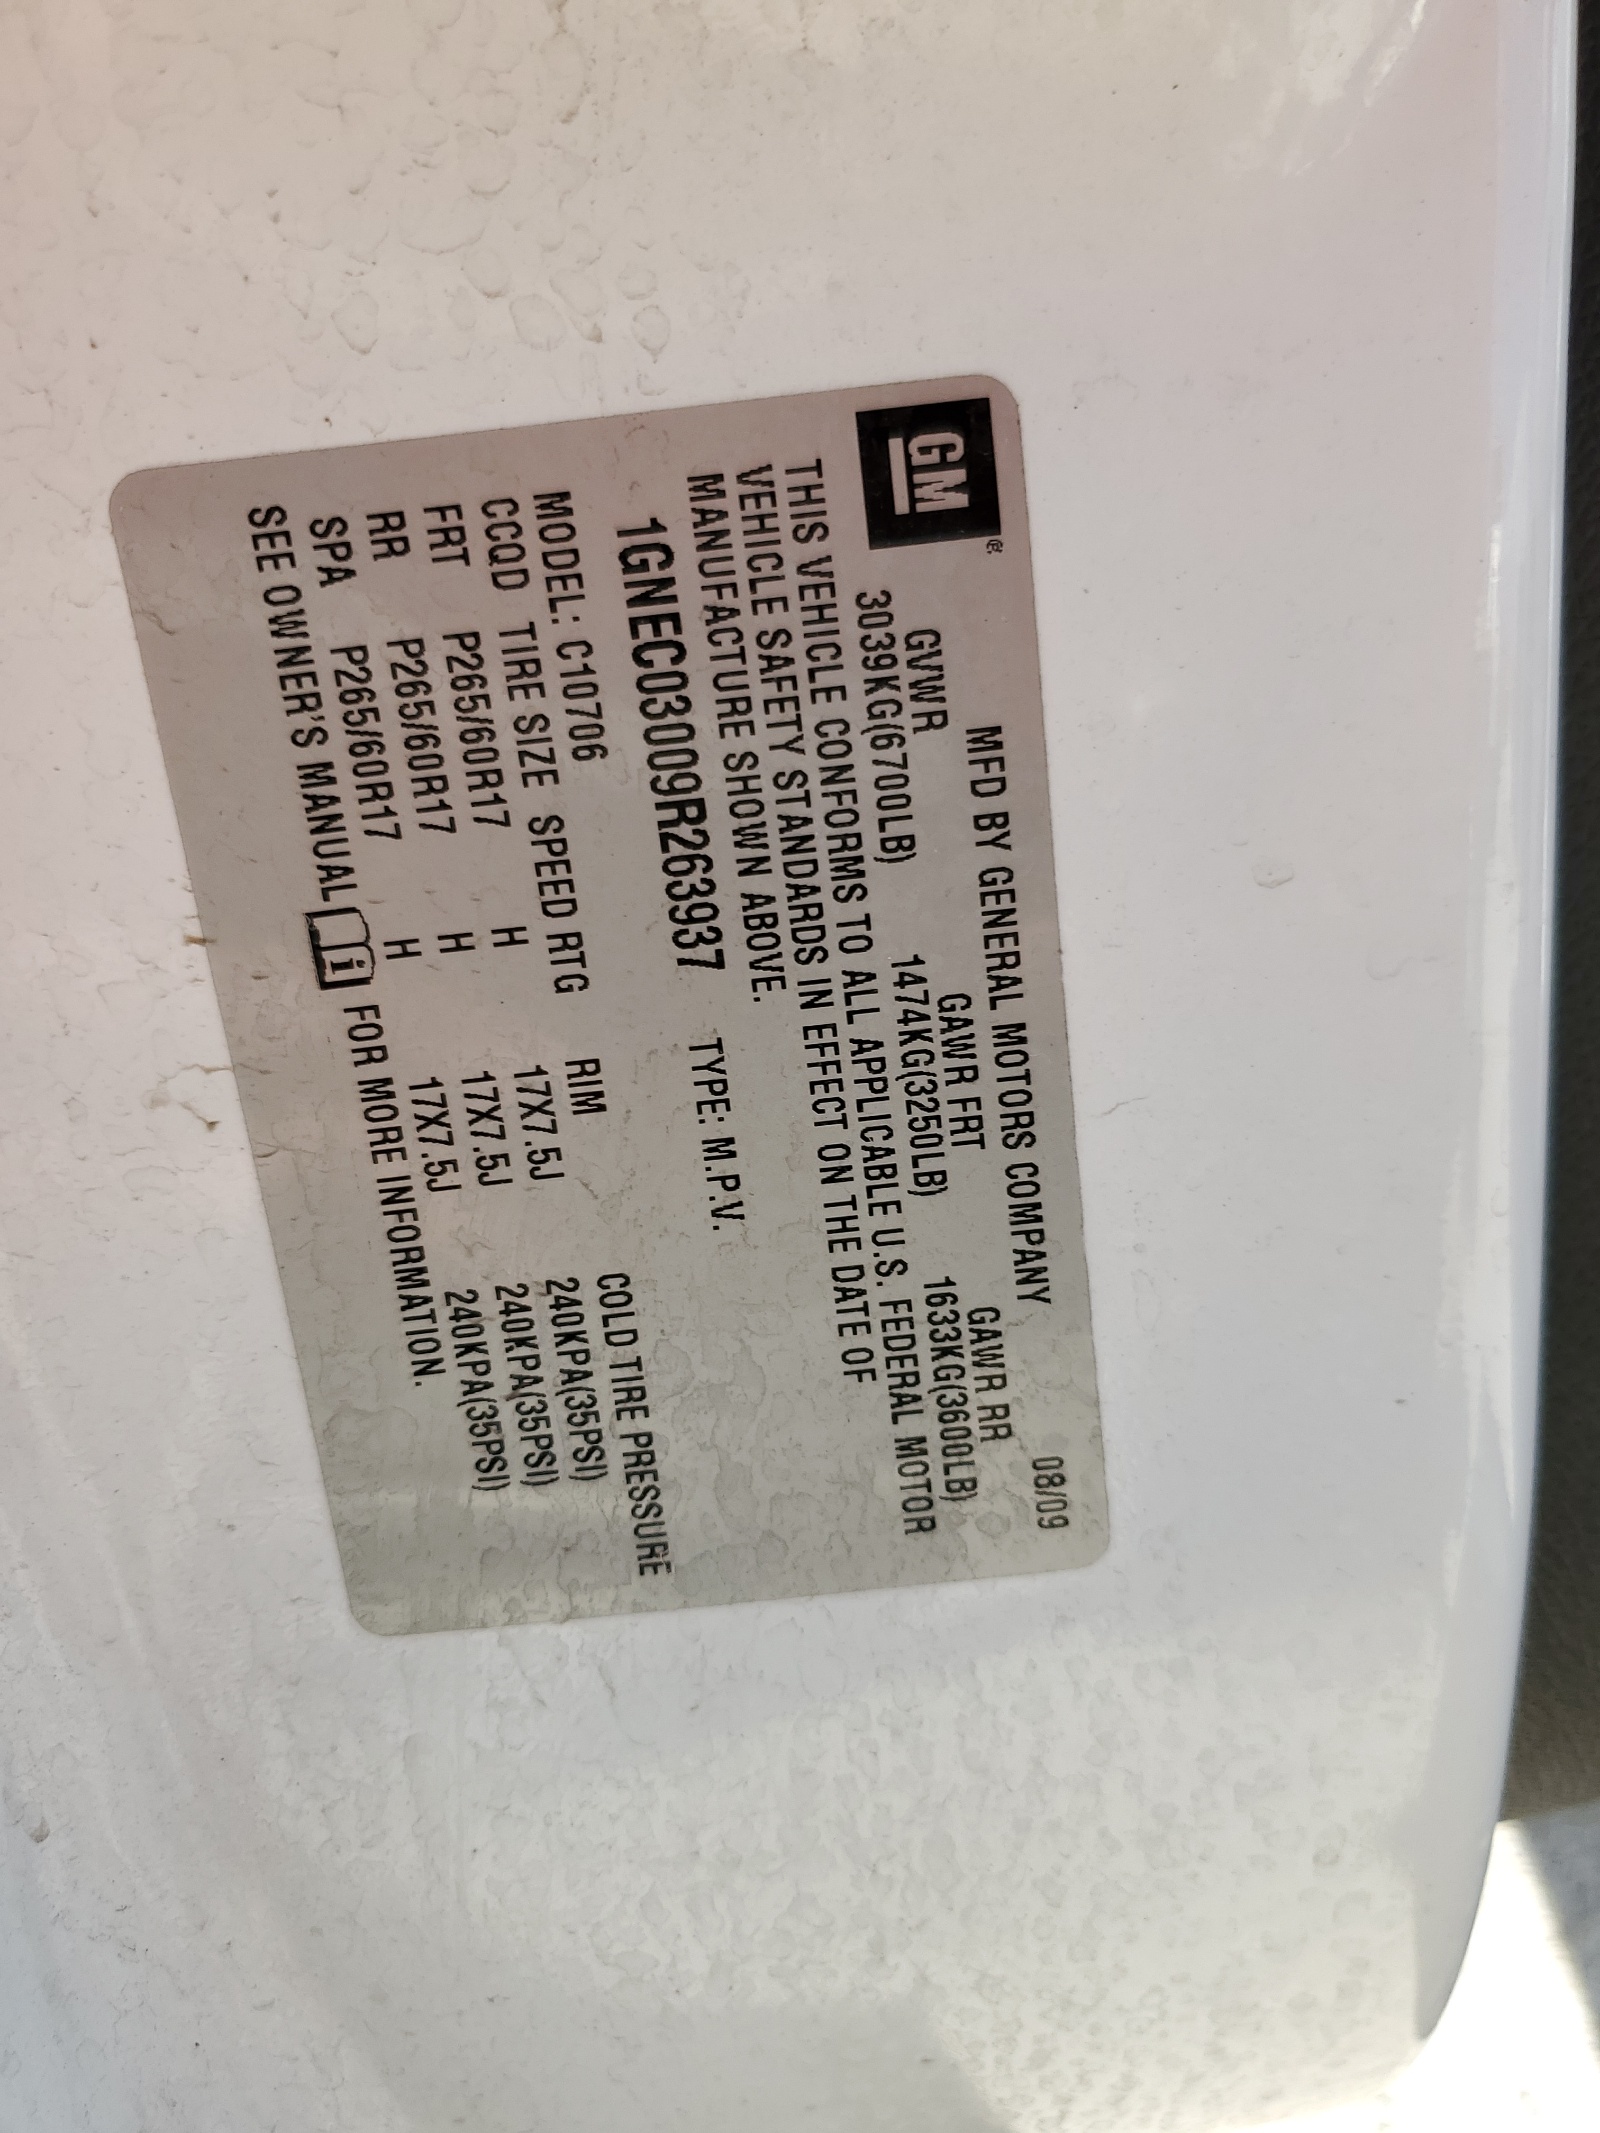 GM
MFD BY GENERAL MOTORS COMPANY 08/09
GVWR GAWR FRT GAWR RR
3039KG(6700LB) 1474KG(3250LB) 1633KG(3600LB)
THIS VEHICLE CONFORMS TO ALL APPLICABLE U.S. FEDERAL MOTOR
VEHICLE SAFETY STANDARDS IN EFFECT ON THE DATE OF
MANUFACTURE SHOWN ABOVE.
1GNEC03009R263937 TYPE: M.P.V.
MODEL: C10706
CCQD TIRE SIZE SPEED RTG RIM COLD TIRE PRESSURE
FRT P265/60R17 H 17X7.5J 240KPA(35PSI)
RR P265/60R17 H 17X7.5J 240KPA(35PSI)
SPA P265/60R17 H 17X7.5J 240KPA(35PSI)
SEE OWNER'S MANUAL i FOR MORE INFORMATION.